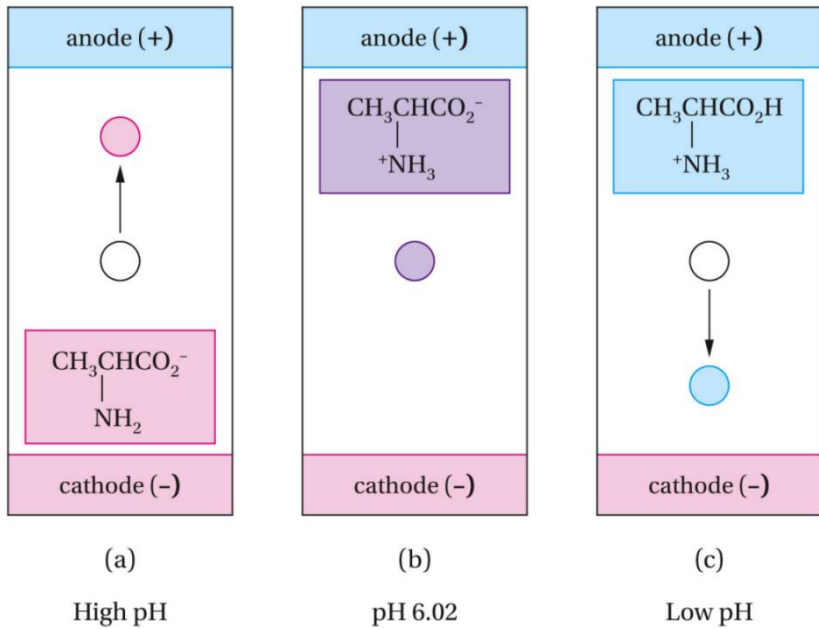 anode (+)
CH₃CHCO₂⁻
NH₂
cathode (–)
(a)
High pH
anode (+)
CH₃CHCO₂⁻
⁺NH₃
cathode (–)
(b)
pH 6.02
anode (+)
CH₃CHCO₂H
⁺NH₃
cathode (–)
(c)
Low pH